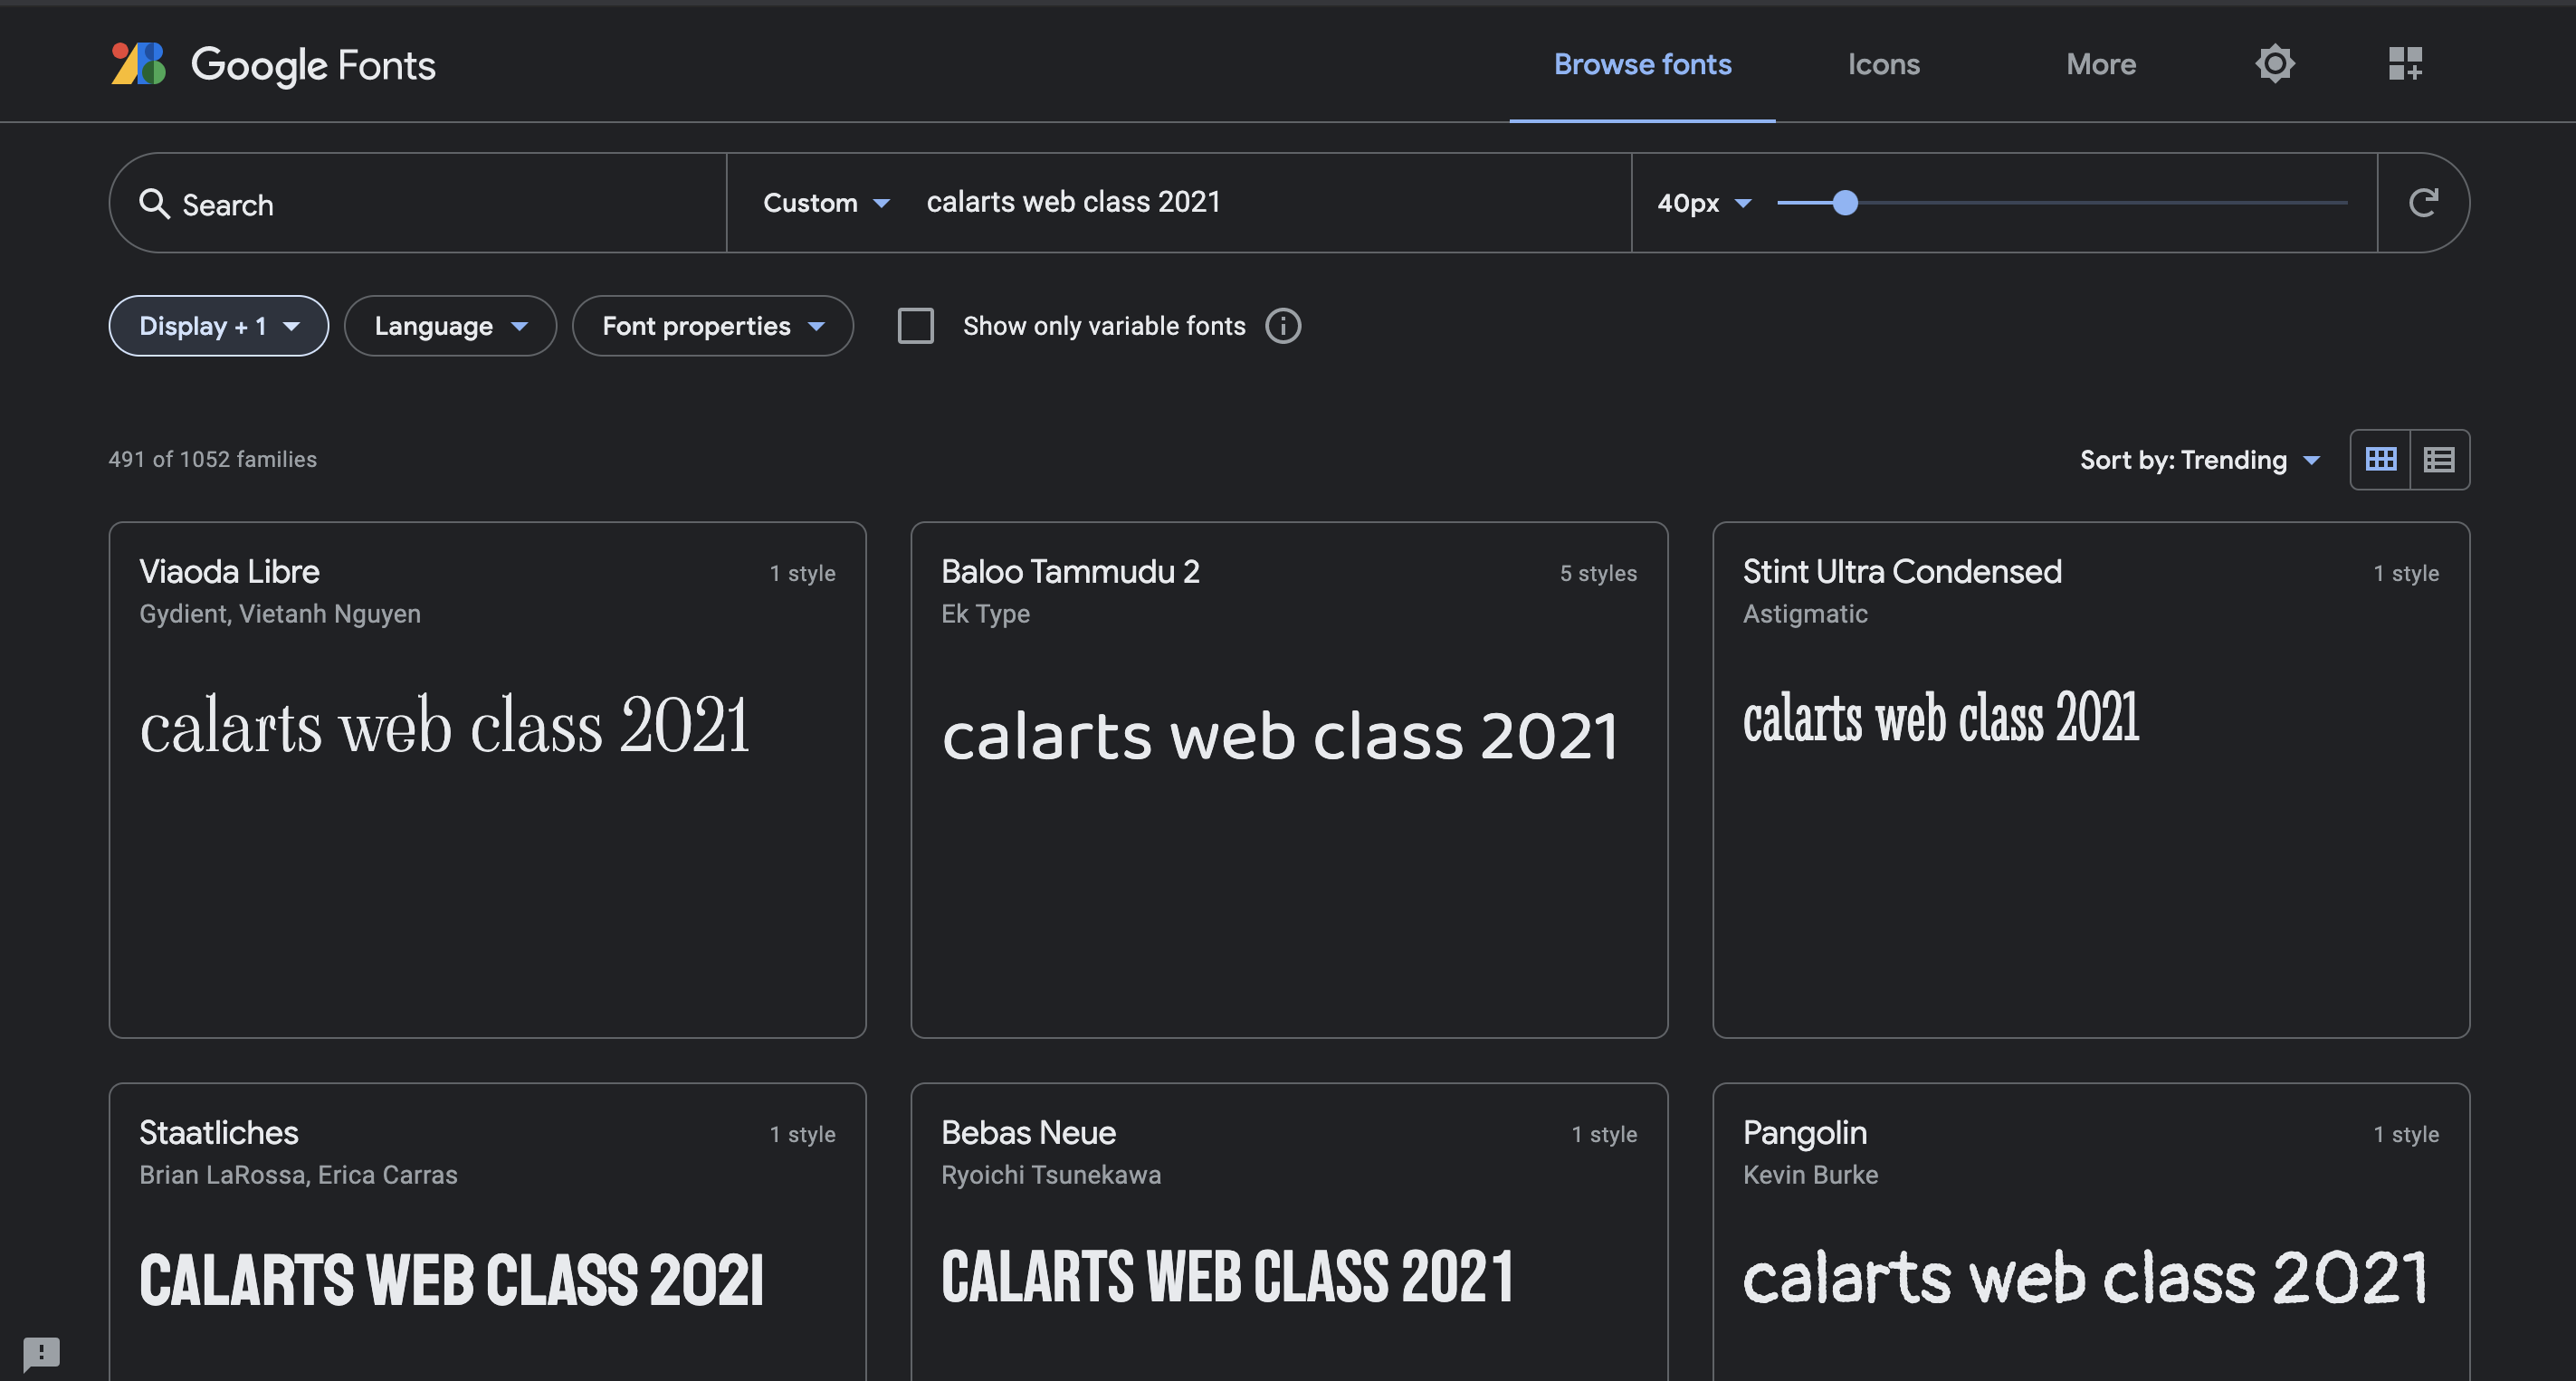 Google Fonts
Browse fonts
Icons
More
Search
Custom
calarts web class 2021
40px
Display + 1
Language
Font properties
Show only variable fonts
491 of 1052 families
Sort by: Trending
Viaoda Libre
1 style
Gydient, Vietanh Nguyen
calarts web class 2021
Baloo Tammudu 2
5 styles
Ek Type
calarts web class 2021
Stint Ultra Condensed
1 style
Astigmatic
calarts web class 2021
Staatliches
1 style
Brian LaRossa, Erica Carras
CALARTS WEB CLASS 2021
Bebas Neue
1 style
Ryoichi Tsunekawa
CALARTS WEB CLASS 2021
Pangolin
1 style
Kevin Burke
calarts web class 2021